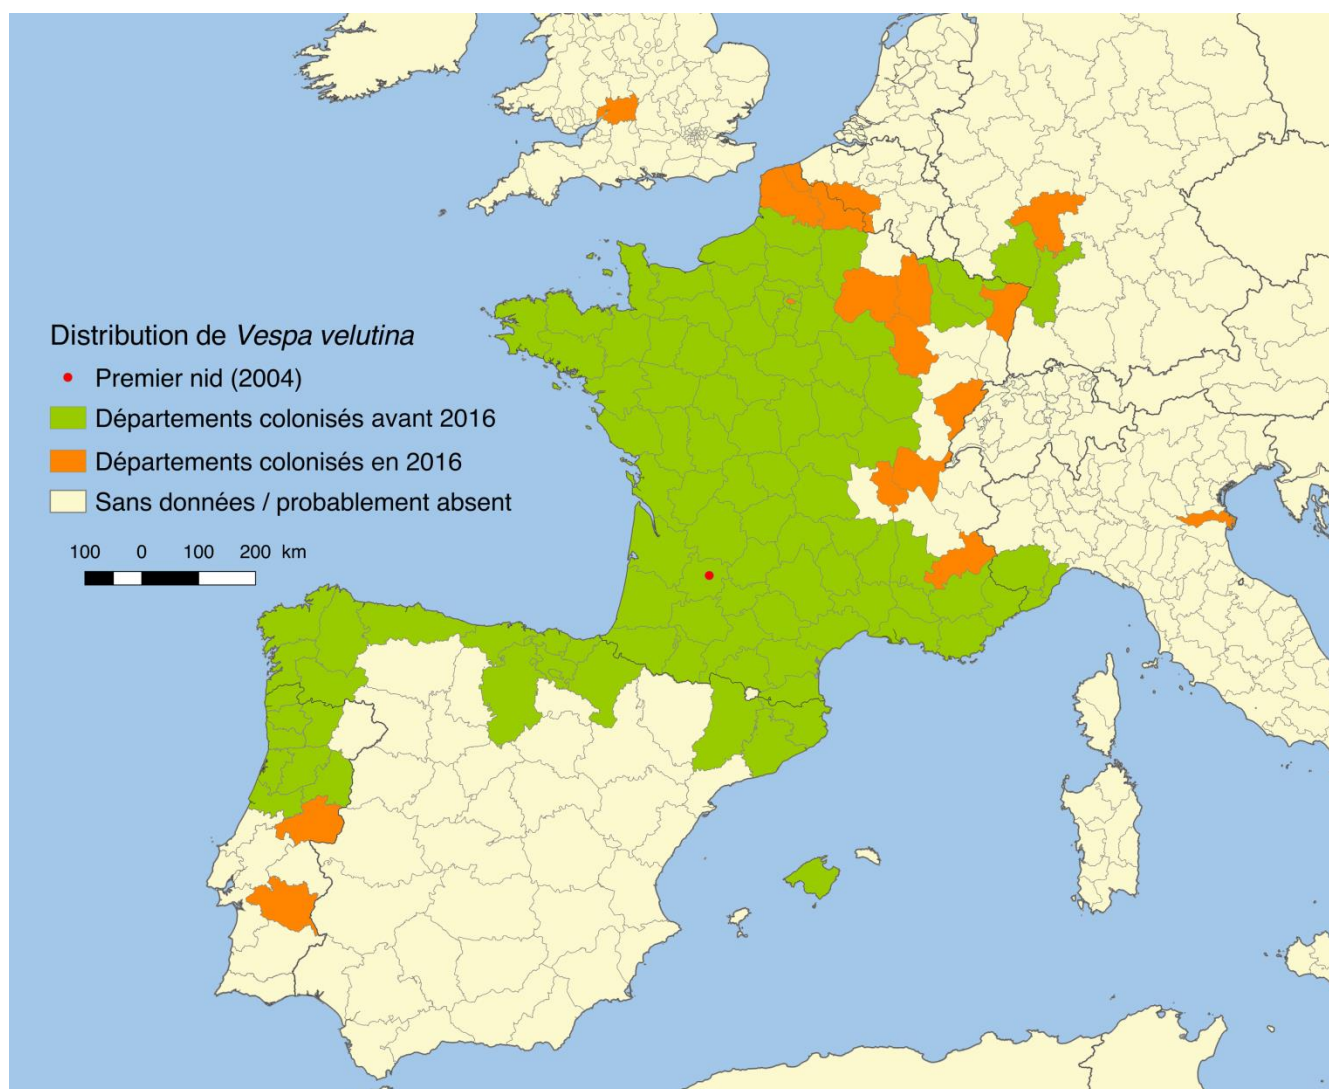 Distribution de Vespa velutina
Premier nid (2004)
Départements colonisés avant 2016
Départements colonisés en 2016
Sans données / probablement absent
100 0 100 200 km